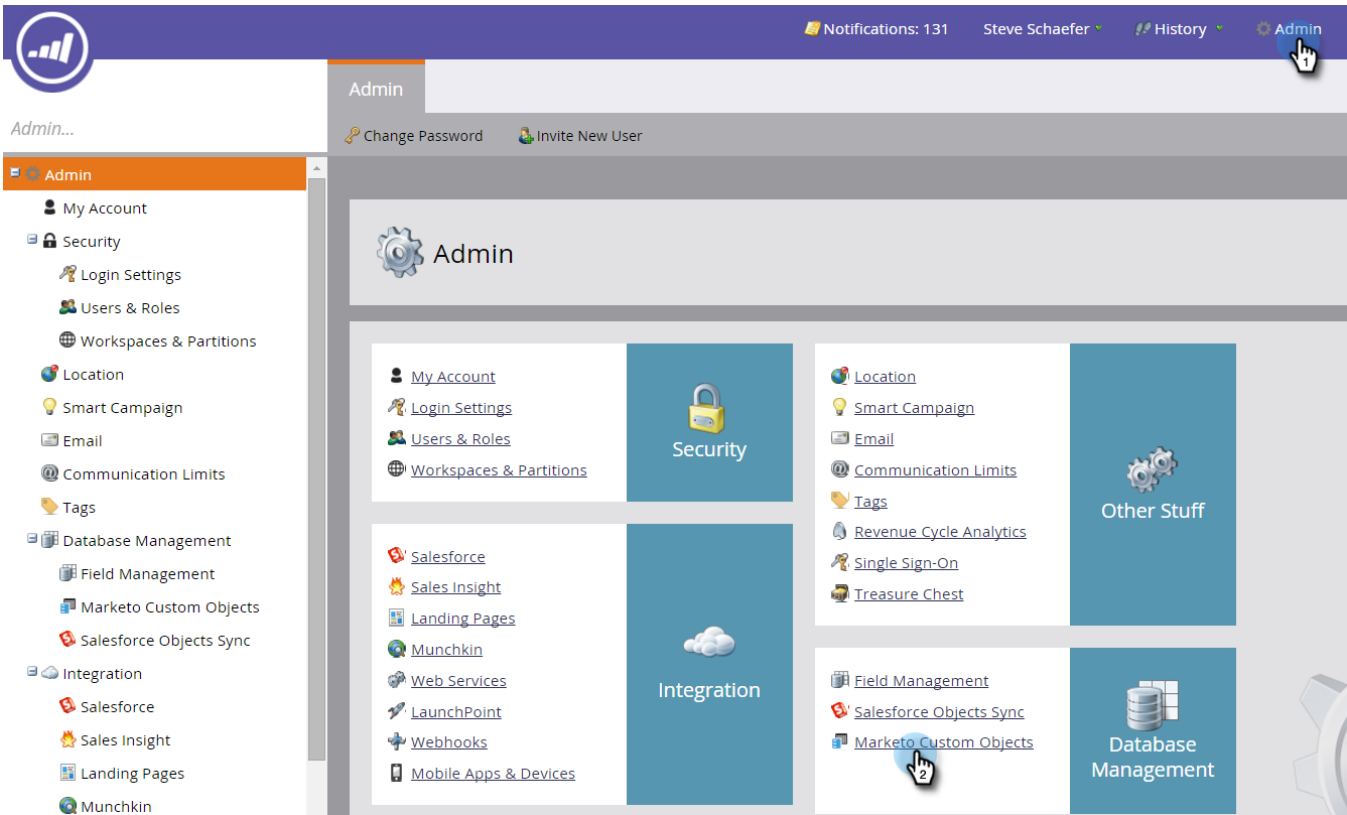 Notifications: 131 Steve Schaefer History Admin
1
Admin
Admin...
Change Password Invite New User
Admin
My Account
Security
Login Settings
Users & Roles
Workspaces & Partitions
Location
Smart Campaign
Email
Communication Limits
Tags
Database Management
Field Management
Marketo Custom Objects
Salesforce Objects Sync
Integration
Salesforce
Sales Insight
Landing Pages
Munchkin
Admin
My Account
Login Settings
Users & Roles
Workspaces & Partitions
Security
Salesforce
Sales Insight
Landing Pages
Munchkin
Web Services
LaunchPoint
Webhooks
Mobile Apps & Devices
Integration
Location
Smart Campaign
Email
Communication Limits
Tags
Revenue Cycle Analytics
Single Sign-On
Treasure Chest
Other Stuff
Field Management
Salesforce Objects Sync
Marketo Custom Objects
2
Database
Management